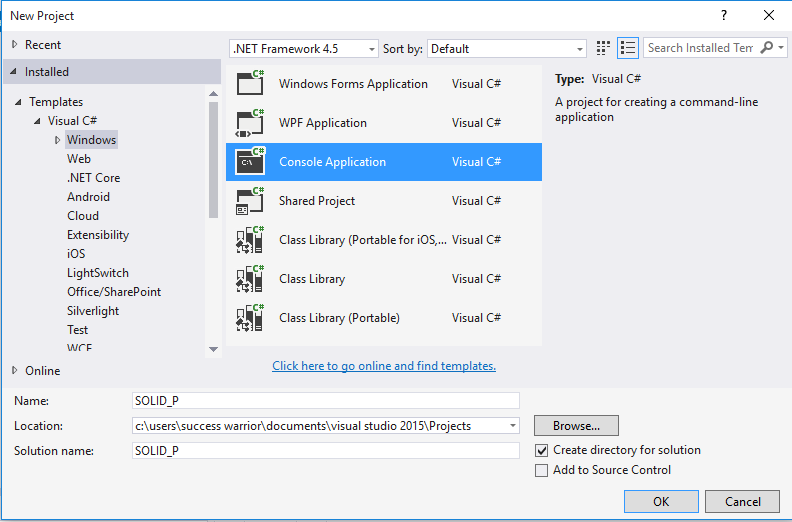 New Project
?
Recent
.NET Framework 4.5
Sort by:
Default
Search Installed Ten
Installed
Templates
Visual C#
Windows
Web
.NET Core
Android
Cloud
Extensibility
iOS
LightSwitch
Office/SharePoint
Silverlight
Test
WCF
Online
C# Windows Forms Application Visual C#
C# WPF Application Visual C#
C# C:\ Console Application Visual C#
C# Shared Project Visual C#
C# Class Library (Portable for iOS,... Visual C#
C# Class Library Visual C#
C# Class Library (Portable) Visual C#
Click here to go online and find templates.
Type: Visual C#
A project for creating a command-line
application
Name: SOLID_P
Location: c:\users\success warrior\documents\visual studio 2015\Projects
Browse...
Solution name: SOLID_P
Create directory for solution
Add to Source Control
OK
Cancel